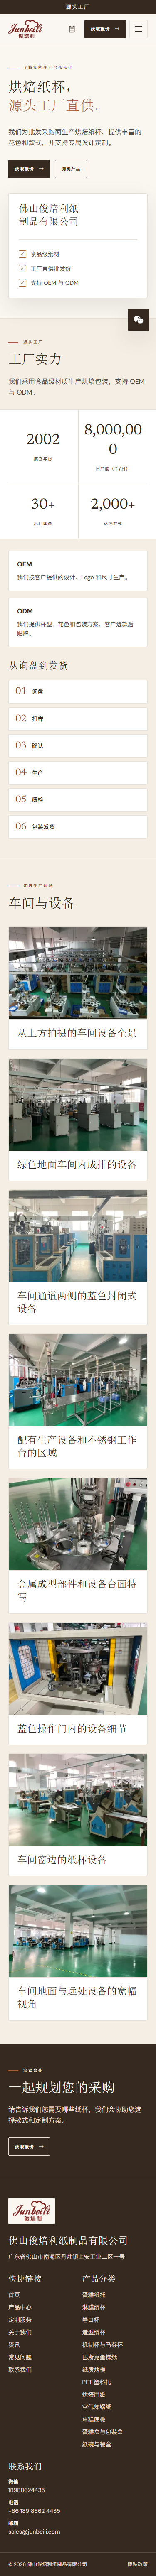 源头工厂
Junbeili
俊倍利
获取报价 →
了解您的生产合作伙伴
烘焙纸杯，
源头工厂直供。
我们为批发采购商生产烘焙纸杯，提供丰富的
花色和款式，并支持专属设计定制。
获取报价 →
浏览产品
佛山俊焙利纸
制品有限公司
食品级纸材
工厂直供批发价
支持 OEM 与 ODM
源头工厂
工厂实力
我们采用食品级材质生产烘焙包装，支持 OEM
与 ODM。
2002
成立年份
8,000,00
0
日产能（个/月）
30+
出口国家
2,000+
花色款式
OEM
我们按客户提供的设计、Logo 和尺寸生产。
ODM
我们提供杯型、花色和包装方案，客户选款后
贴牌。
从询盘到发货
01 询盘
02 打样
03 确认
04 生产
05 质检
06 包装发货
走进生产现场
车间与设备
从上方拍摄的车间设备全景
绿色地面车间内成排的设备
车间通道两侧的蓝色封闭式
设备
配有生产设备和不锈钢工作
台的区域
金属成型部件和设备台面特
写
蓝色操作门内的设备细节
车间窗边的纸杯设备
车间地面与远处设备的宽幅
视角
洽谈合作
一起规划您的采购
请告诉我们您需要哪些纸杯，我们会协助您选
择款式和定制方案。
获取报价 →
Junbeili
俊倍利
佛山俊焙利纸制品有限公司
广东省佛山市南海区丹灶镇上安工业二区一号
快捷链接
首页
产品中心
定制服务
关于我们
资讯
常见问题
联系我们
产品分类
蛋糕纸托
淋膜纸杯
卷口杯
造型纸杯
机制杯与马芬杯
巴斯克蛋糕纸
纸质烤模
PET 塑料托
烘焙用纸
空气炸锅纸
蛋糕底板
蛋糕盒与包装盒
纸碗与餐盒
联系我们
微信
18988624435
电话
+86 189 8862 4435
邮箱
sales@junbeili.com
© 2026 佛山俊焙利纸制品有限公司
隐私政策